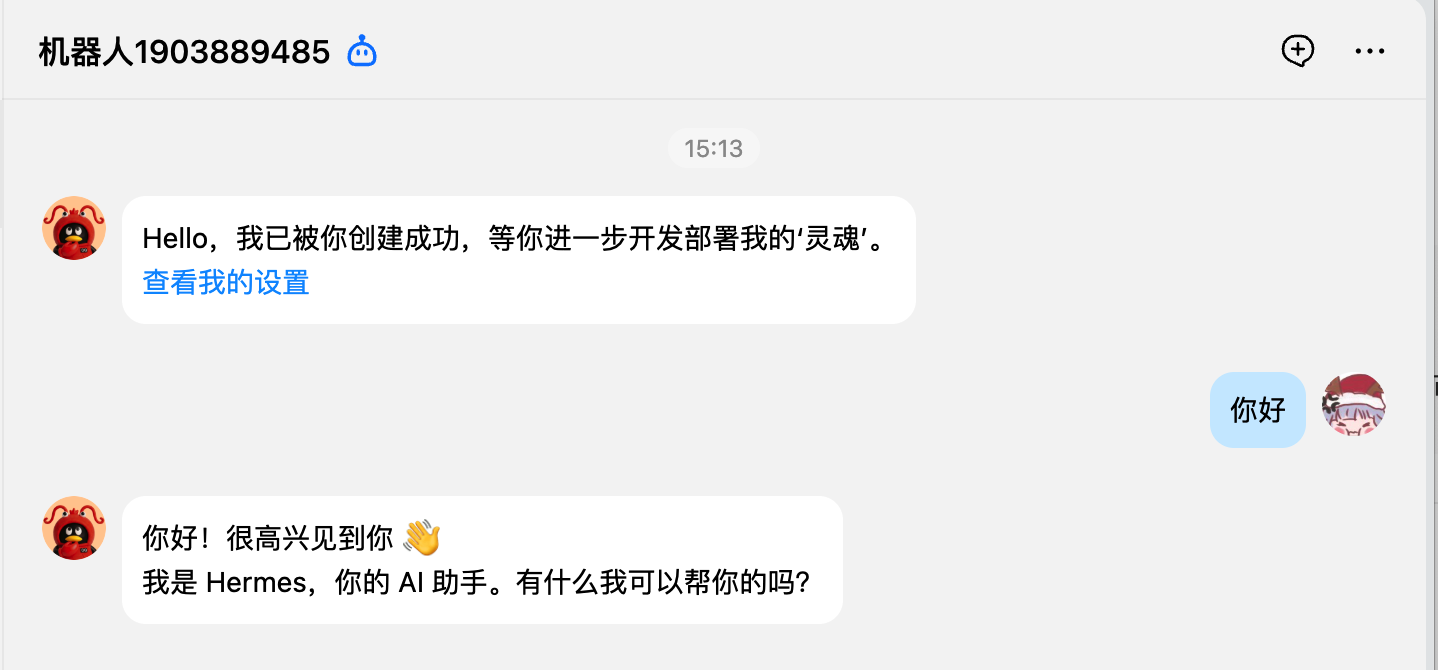 机器人1903889485
15:13
Hello，我已被你创建成功，等你进一步开发部署我的‘灵魂’。
查看我的设置
你好
你好！很高兴见到你 👋
我是 Hermes，你的 AI 助手。有什么我可以帮你的吗?